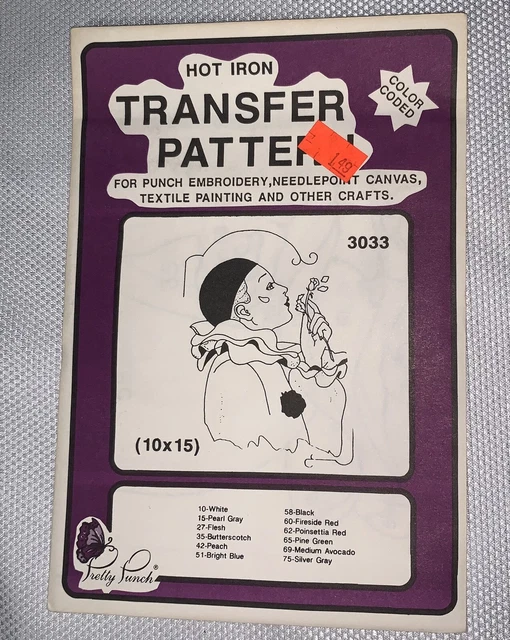 HOT IRON
TRANSFER
COLOR
CODED
1.49
FOR PUNCH EMBROIDERY, NEEDLEPOINT CANVAS,
TEXTILE PAINTING AND OTHER CRAFTS.
3033
(10x15)
10-White
15-Pearl Gray
27-Flesh
35-Butterscotch
42-Peach
51-Bright Blue
58-Black
60-Fireside Red
62-Poinsettia Red
65-Pine Green
69-Medium Avocado
75-Silver Gray
Pretty Punch®